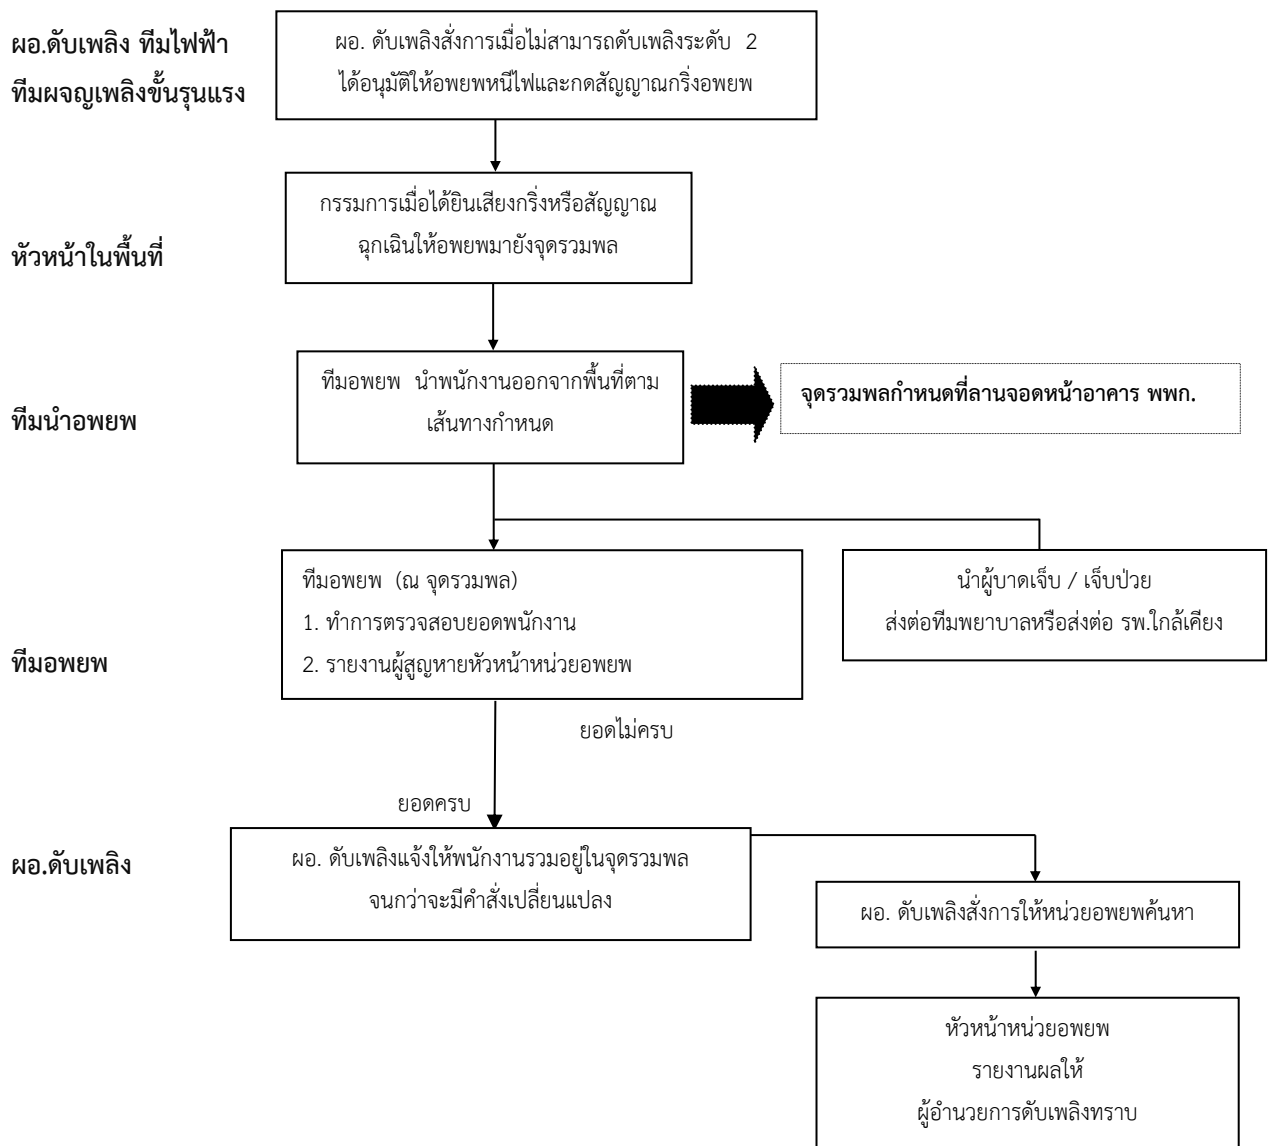 ผอ.ดับเพลิง ทีมไฟฟ้า
ทีมผจญเพลิงขั้นรุนแรง
ผอ. ดับเพลิงสั่งการเมื่อไม่สามารถดับเพลิงระดับ 2
ได้อนุมัติให้อพยพหนีไฟและกดสัญญาณกริ่งอพยพ
หัวหน้าในพื้นที่
กรรมการเมื่อได้ยินเสียงกริ่งหรือสัญญาณ
ฉุกเฉินให้อพยพมายังจุดรวมพล
ทีมนำอพยพ
ทีมอพยพ นำพนักงานออกจากพื้นที่ตาม
เส้นทางกำหนด
จุดรวมพลกำหนดที่ลานจอดหน้าอาคาร พพก.
ทีมอพยพ
ทีมอพยพ (ณ จุดรวมพล)
1. ทำการตรวจสอบยอดพนักงาน
2. รายงานผู้สูญหายหัวหน้าหน่วยอพยพ
นำผู้บาดเจ็บ / เจ็บป่วย
ส่งต่อทีมพยาบาลหรือส่งต่อ รพ.ใกล้เคียง
ยอดไม่ครบ
ยอดครบ
ผอ.ดับเพลิง
ผอ. ดับเพลิงแจ้งให้พนักงานรวมอยู่ในจุดรวมพล
จนกว่าจะมีคำสั่งเปลี่ยนแปลง
ผอ. ดับเพลิงสั่งการให้หน่วยอพยพค้นหา
หัวหน้าหน่วยอพยพ
รายงานผลให้
ผู้อำนวยการดับเพลิงทราบ